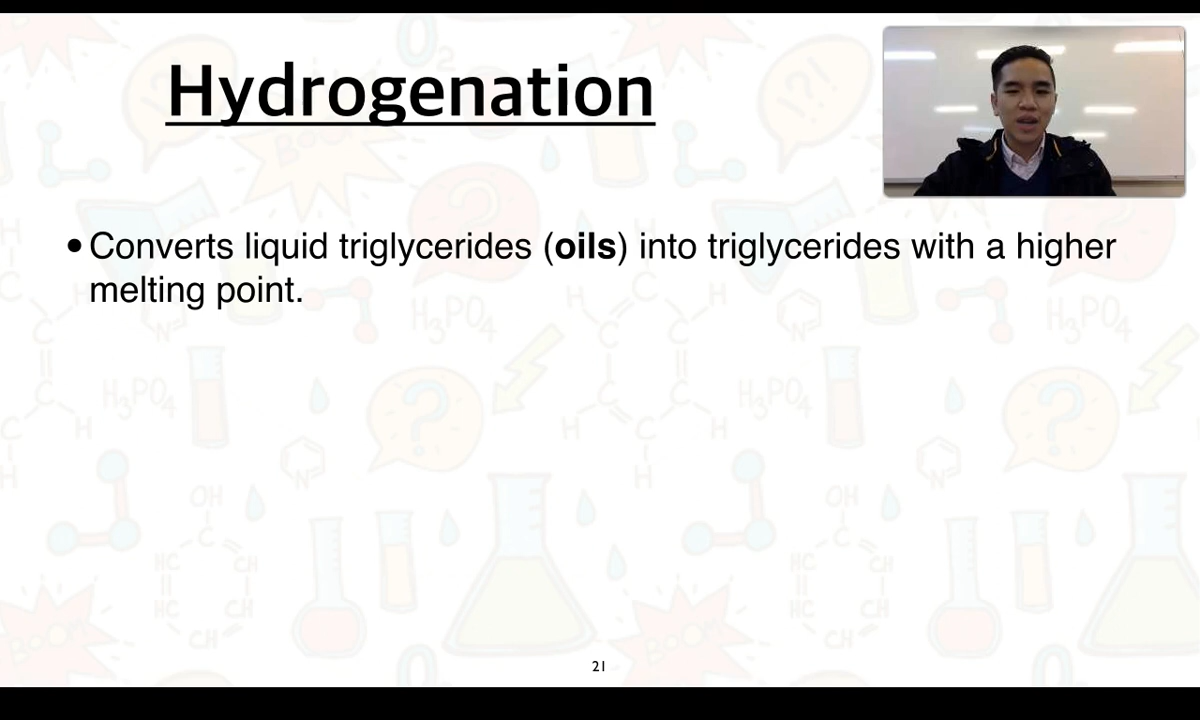 Hydrogenation
•Converts liquid triglycerides (oils) into triglycerides with a higher
melting point.
21